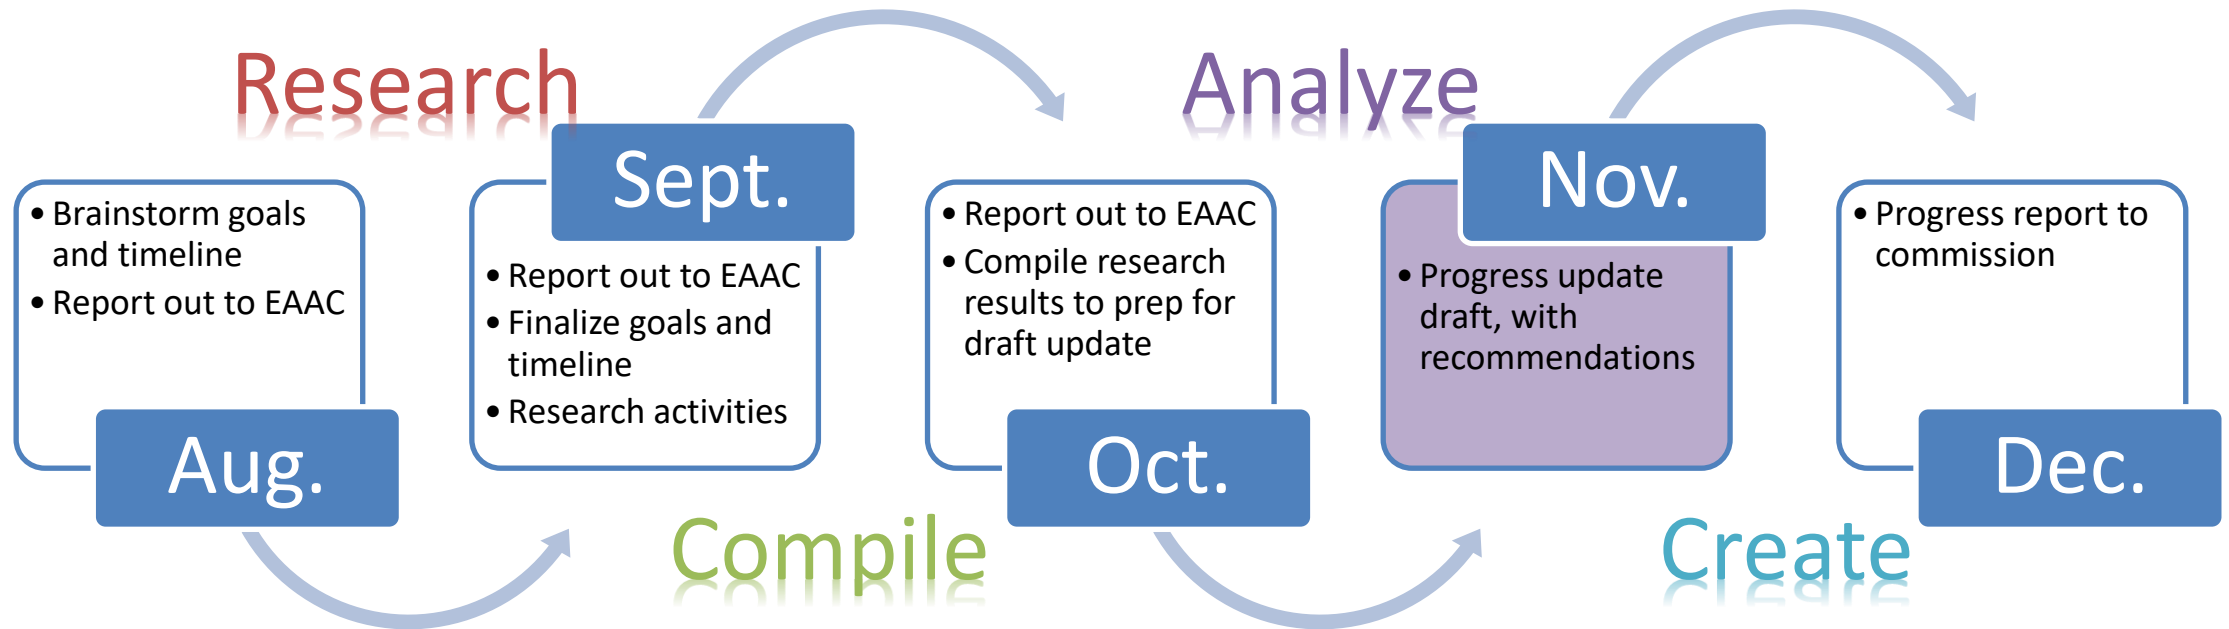 Research
Analyze
Sept.
Nov.
• Brainstorm goals
and timeline
• Report out to EAAC
Aug.
• Report out to EAAC
• Finalize goals and
timeline
• Research activities
• Report out to EAAC
• Compile research
results to prep for
draft update
Oct.
• Progress update
draft, with
recommendations
• Progress report to
commission
Dec.
Compile
Create